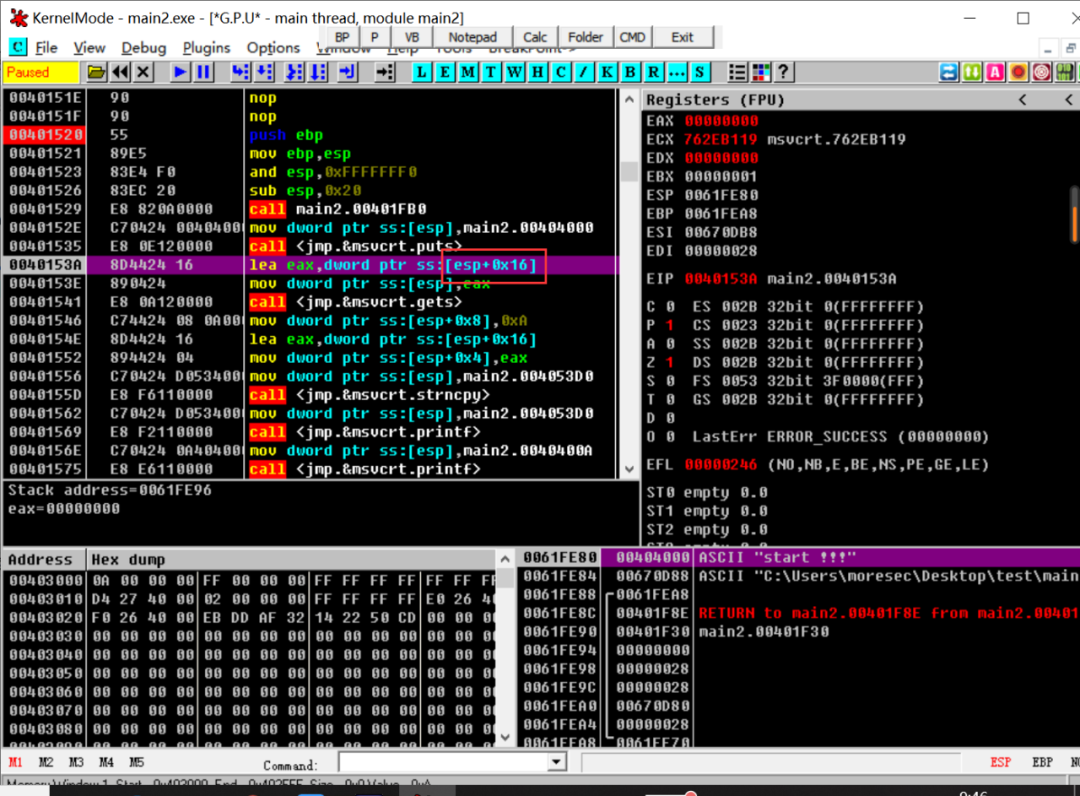 KernelMode - main2.exe - [*G.P.U* - main thread, module main2]
BP P VB Notepad Calc Folder CMD Exit
C File View Debug Plugins Options
Paused L E M T W H C / K B R ... S ?
0040151E 90 nop
0040151F 90 nop
00401520 55 push ebp
00401521 89E5 mov ebp,esp
00401523 83E4 F0 and esp,0xFFFFFFF0
00401526 83EC 20 sub esp,0x20
00401529 E8 820A0000 call main2.00401FB0
0040152E C70424 00404000 mov dword ptr ss:[esp],main2.00404000
00401535 E8 0E120000 call <jmp.&msvcrt.puts>
0040153A 8D4424 16 lea eax,dword ptr ss:[esp+0x16]
0040153E 890424 mov dword ptr ss:[esp],eax
00401541 E8 0A120000 call <jmp.&msvcrt.gets>
00401546 C74424 08 0A00 mov dword ptr ss:[esp+0x8],0xA
0040154E 8D4424 16 lea eax,dword ptr ss:[esp+0x16]
00401552 894424 04 mov dword ptr ss:[esp+0x4],eax
00401556 C70424 D0534000 mov dword ptr ss:[esp],main2.004053D0
0040155D E8 F6110000 call <jmp.&msvcrt.strncpy>
00401562 C70424 D0534000 mov dword ptr ss:[esp],main2.004053D0
00401569 E8 F2110000 call <jmp.&msvcrt.printf>
0040156E C70424 0A404000 mov dword ptr ss:[esp],main2.0040400A
00401575 E8 E6110000 call <jmp.&msvcrt.printf>
Stack address=0061FE96
eax=00000000
Registers (FPU) < <
EAX 00000000
ECX 762EB119 msvcrt.762EB119
EDX 00000000
EBX 00000001
ESP 0061FE80
EBP 0061FEA8
ESI 00670DB8
EDI 00000028
EIP 0040153A main2.0040153A
C 0 ES 002B 32bit 0(FFFFFFFF)
P 1 CS 0023 32bit 0(FFFFFFFF)
A 0 SS 002B 32bit 0(FFFFFFFF)
Z 1 DS 002B 32bit 0(FFFFFFFF)
S 0 FS 0053 32bit 3F0000(FFF)
T 0 GS 002B 32bit 0(FFFFFFFF)
D 0
O 0 LastErr ERROR_SUCCESS (00000000)
EFL 00000246 (NO,NB,E,BE,NS,PE,GE,LE)
ST0 empty 0.0
ST1 empty 0.0
ST2 empty 0.0
Address Hex dump
00403000 0A 00 00 00 FF 00 00 00 FF FF FF FF FF FF FF
00403010 D4 27 40 00 02 00 00 00 FF FF FF FF E0 26 40
00403020 F0 26 40 00 EB DD AF 32 14 22 50 CD 00 00 00
00403030 00 00 00 00 00 00 00 00 00 00 00 00 00 00 00
00403040 00 00 00 00 00 00 00 00 00 00 00 00 00 00 00
00403050 00 00 00 00 00 00 00 00 00 00 00 00 00 00 00
00403060 00 00 00 00 00 00 00 00 00 00 00 00 00 00 00
00403070 00 00 00 00 00 00 00 00 00 00 00 00 00 00 00
00403080 00 00 00 00 00 00 00 00 00 00 00 00 00 00 00
0061FE80 00404000 ASCII "start !!!"
0061FE84 00670D88 ASCII "C:\Users\moresec\Desktop\test\main
0061FE88 0061FEA8
0061FE8C 00401F8E RETURN to main2.00401F8E from main2.00401
0061FE90 00401F30 main2.00401F30
0061FE94 00000000
0061FE98 00000028
0061FE9C 00000028
0061FEA0 00670D80
0061FEA4 00000028
0061FEA8 0061FF70
M1 M2 M3 M4 M5 Command: ESP EBP